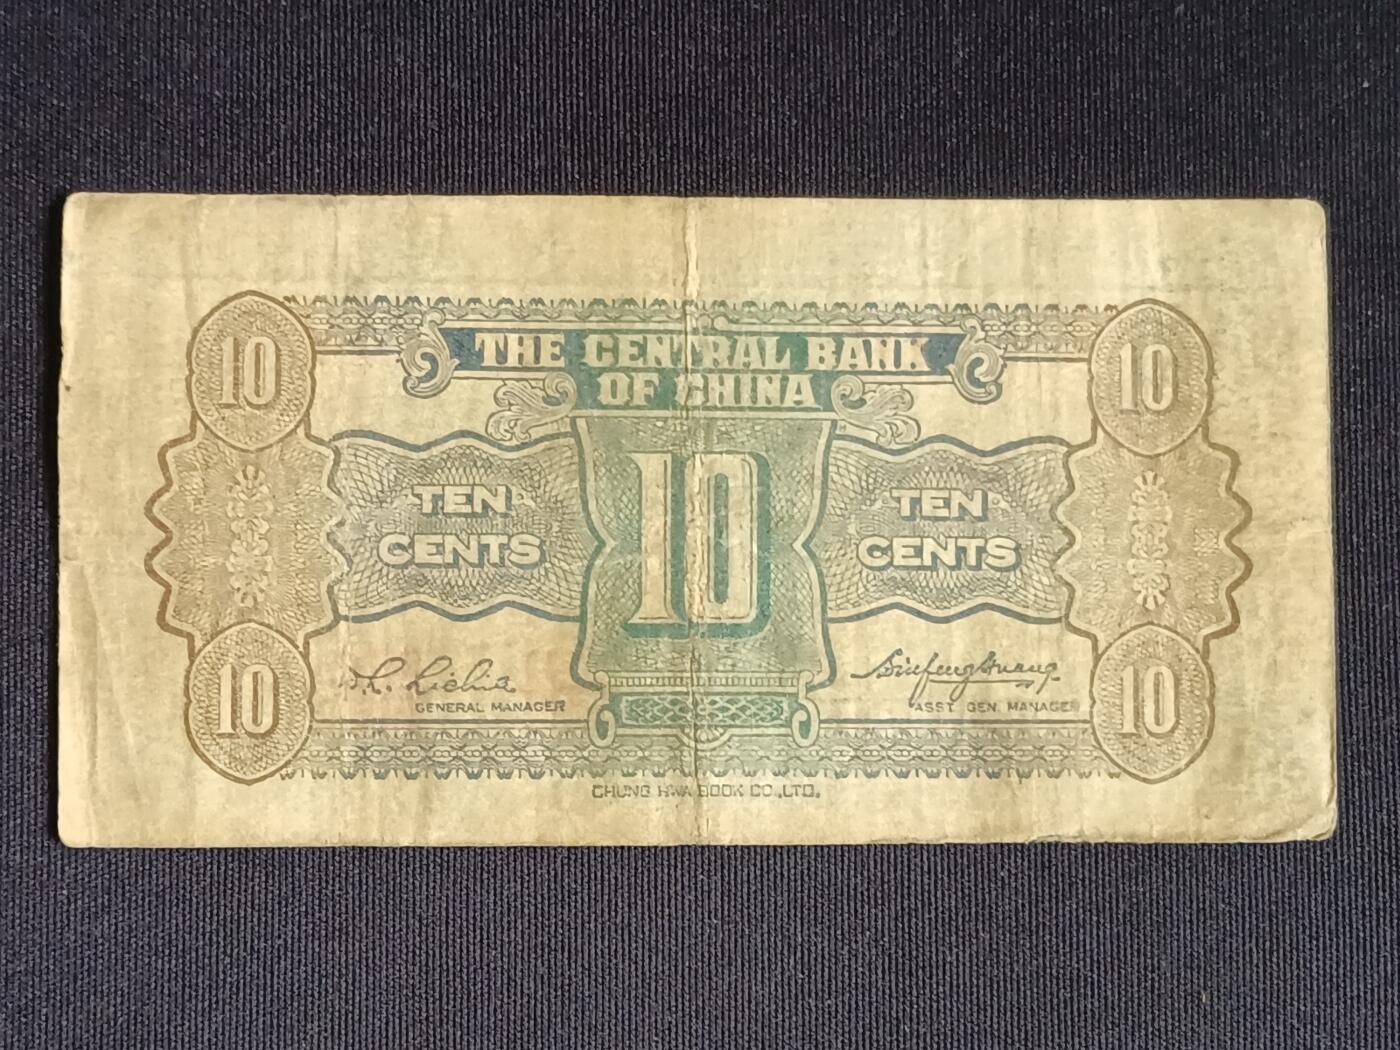 THE CENTRAL BANK
OF CHINA
10 10
10
TEN
CENTS
TEN
CENTS
10 10
GENERAL MANAGER
ASST. GEN. MANAGER
CHUNG HWA BOOK CO.,LTD.